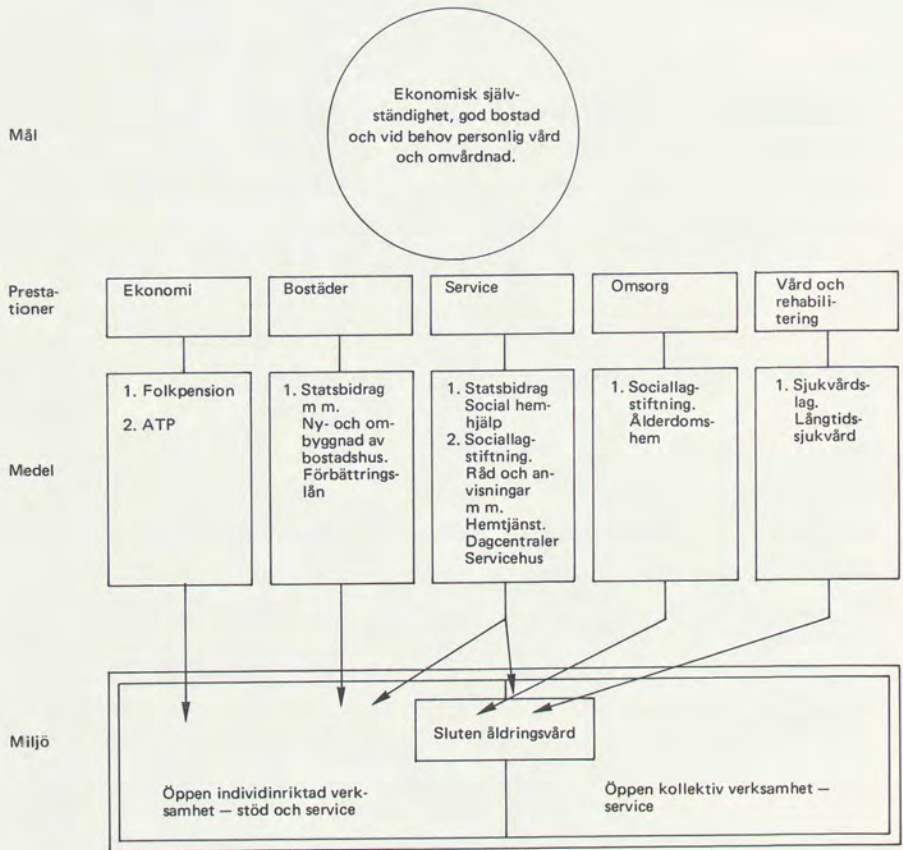 Mål
Ekonomisk själv-
ständighet, god bostad
och vid behov personlig vård
och omvårdnad.
Presta-
tioner
Ekonomi
Bostäder
Service
Omsorg
Vård och
rehabili-
tering
Medel
1. Folkpension
2. ATP
1. Statsbidrag
m m.
Ny- och om-
byggnad av
bostadshus.
Förbättrings-
lån
1. Statsbidrag
Social hem-
hjälp
2. Sociallag-
stiftning.
Råd och an-
visningar
m m.
Hemtjänst.
Dagcentraler
Servicehus
1. Sociallag-
stiftning.
Ålderdoms-
hem
1. Sjukvårds-
lag.
Långtids-
sjukvård
Miljö
Sluten åldringsvård
Öppen individinriktad verk-
samhet — stöd och service
Öppen kollektiv verksamhet —
service